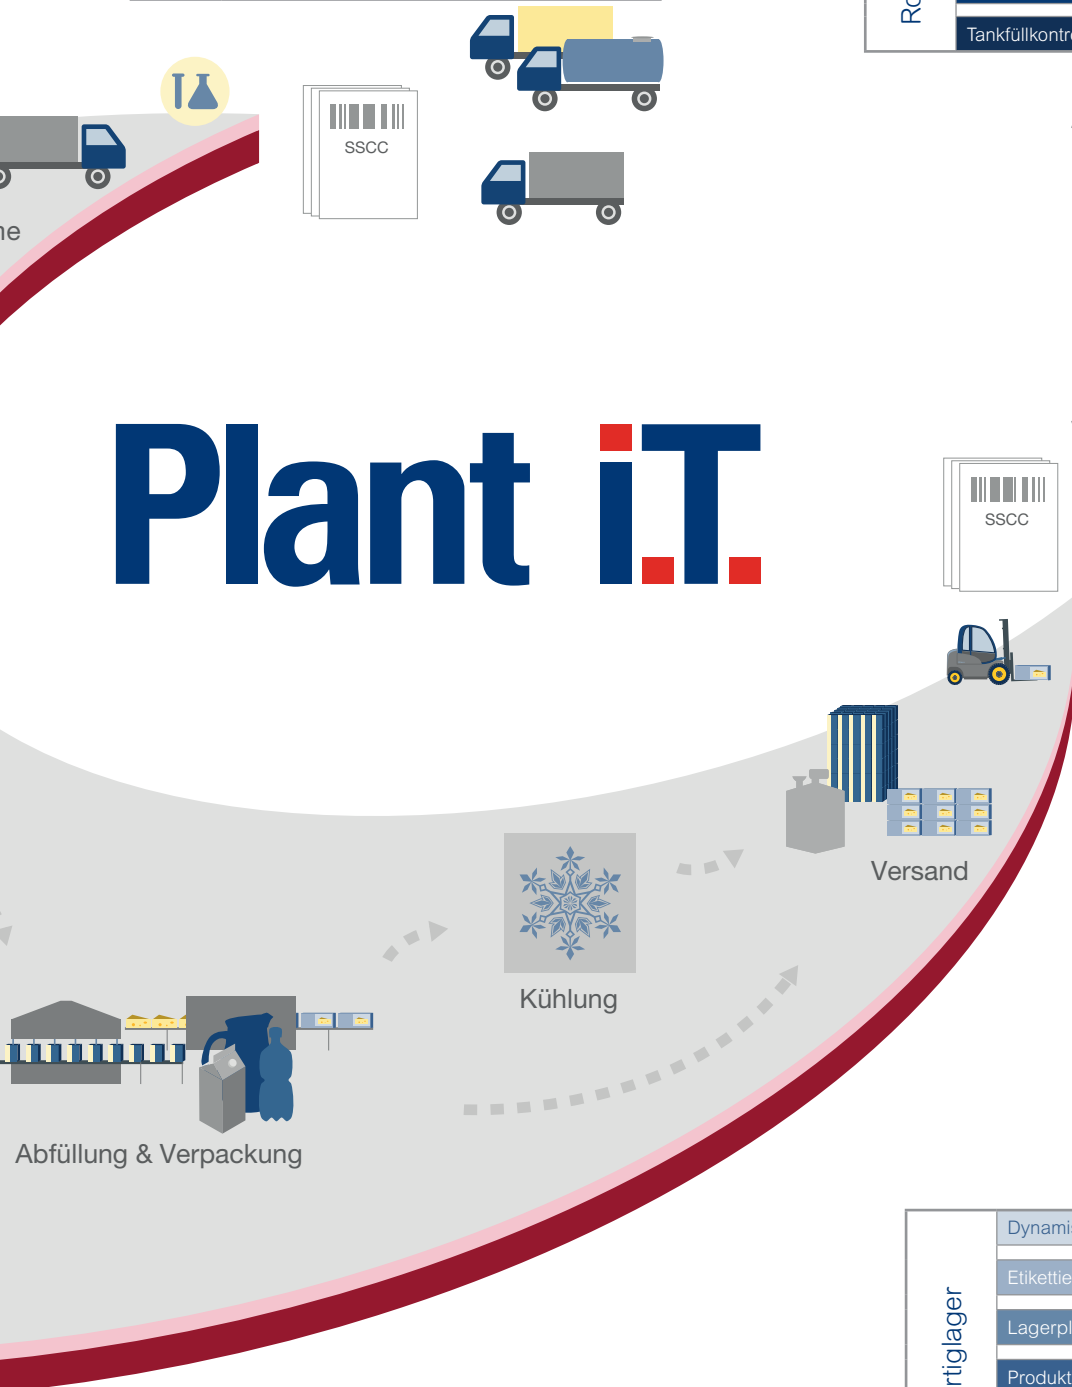 Tankfüllkontr
SSCC
Plant i.T.
SSCC
Versand
Kühlung
Abfüllung & Verpackung
Dynami
Etikettie
Lagerpl
Produkt
rtiglager